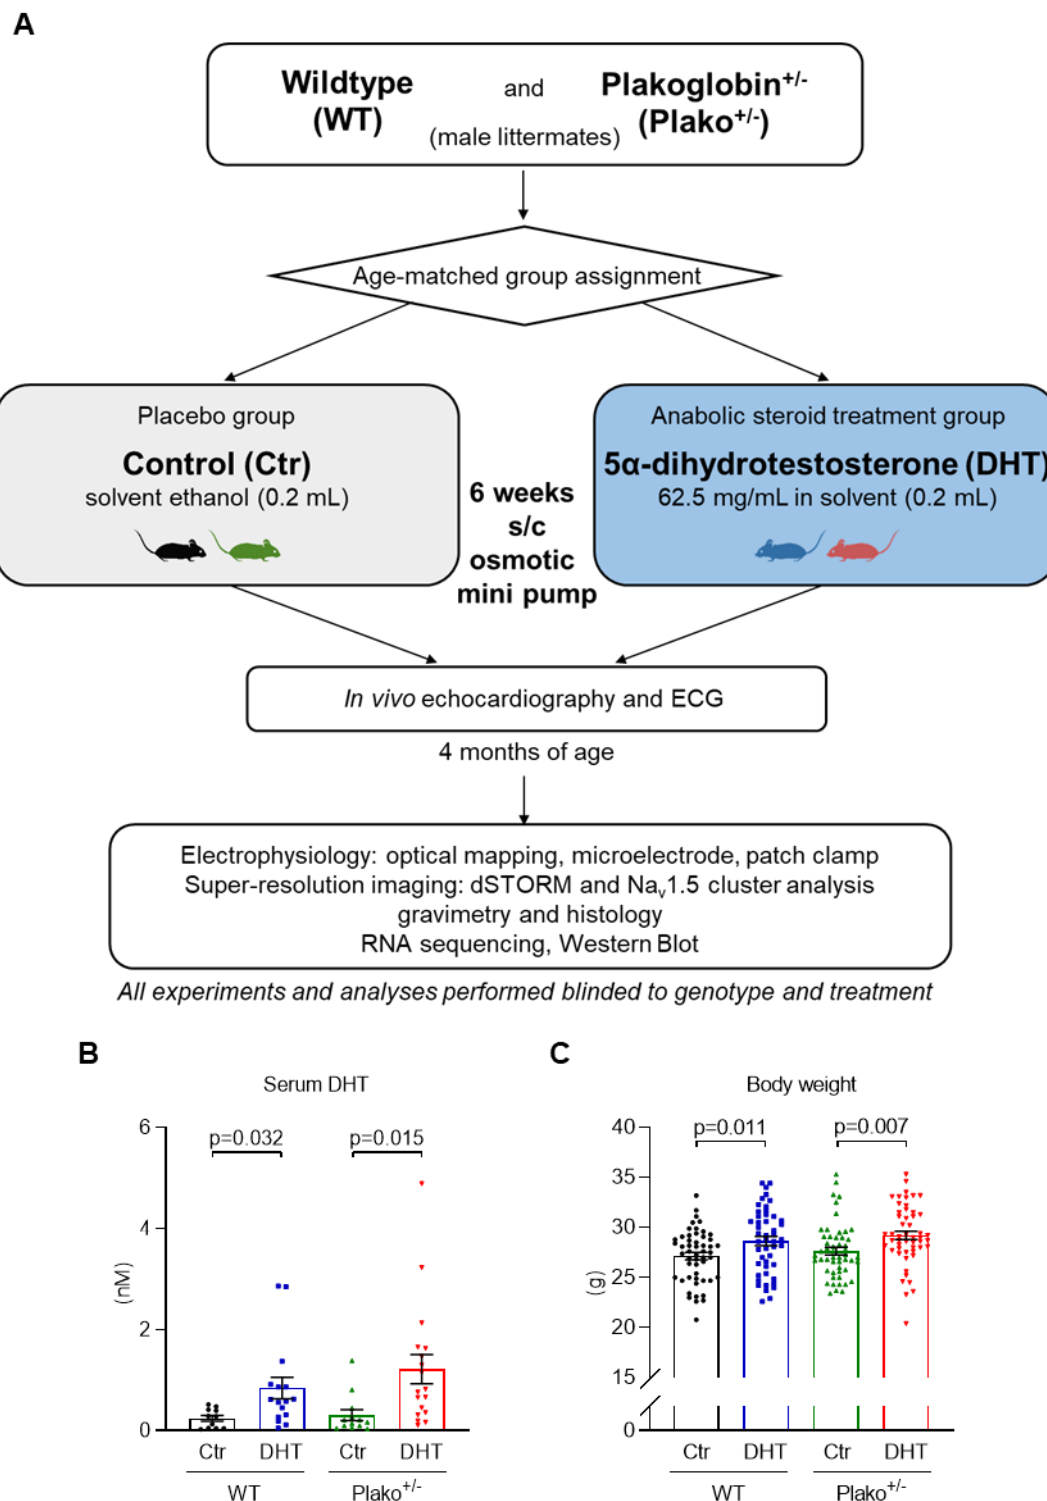 A
Wildtype (WT)
and
(male littermates)
Plakoglobin+/-
(Plako+/-)
Age-matched group assignment
Placebo group
Control (Ctr)
solvent ethanol (0.2 mL)
6 weeks
s/c
osmotic
mini pump
Anabolic steroid treatment group
5α-dihydrotestosterone (DHT)
62.5 mg/mL in solvent (0.2 mL)
In vivo echocardiography and ECG
4 months of age
Electrophysiology: optical mapping, microelectrode, patch clamp
Super-resolution imaging: dSTORM and Nav1.5 cluster analysis
gravimetry and histology
RNA sequencing, Western Blot
All experiments and analyses performed blinded to genotype and treatment
B
Serum DHT
p=0.032
p=0.015
(nM)
6
4
2
0
Ctr DHT Ctr DHT
WT Plako+/-
C
Body weight
p=0.011
p=0.007
(g)
40
35
30
25
20
15
0
Ctr DHT Ctr DHT
WT Plako+/-